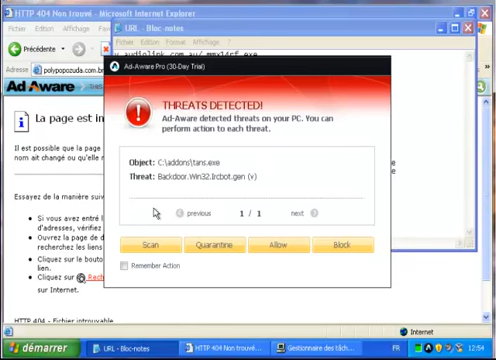 HTTP 404 Non trouvé - Microsoft Internet Explorer
URL - Bloc-notes
Fichier Edition Affichage
Fichier Edition Format Affichage ?
Précédente
Adresse polypopozuda.com.b
Ad-Aware
Ad-Aware Pro (30-Day Trial)
THREATS DETECTED!
Ad-Aware detected threats on your PC. You can
perform action to each threat.
Object: C:\addons\tans.exe
Threat: Backdoor.Win32.Ircbot.gen (v)
previous 1 / 1 next
Scan Quarantine Allow Block
Remember Action
La page est in
Il est possible que la page
nom ait changé ou qu'elle
Essayez de la manière suiv
Si vous avez entré l
d'adresses, vérifiez
Ouvrez la page de d
recherchez les liens
Cliquez sur le bouto
lien.
Cliquez sur Rech
sur Internet.
HTTP 404 - Fichier introuvable
Internet
démarrer URL - Bloc-notes HTTP 404 Non trouvé... Gestionnaire des tâch... FR 12:54